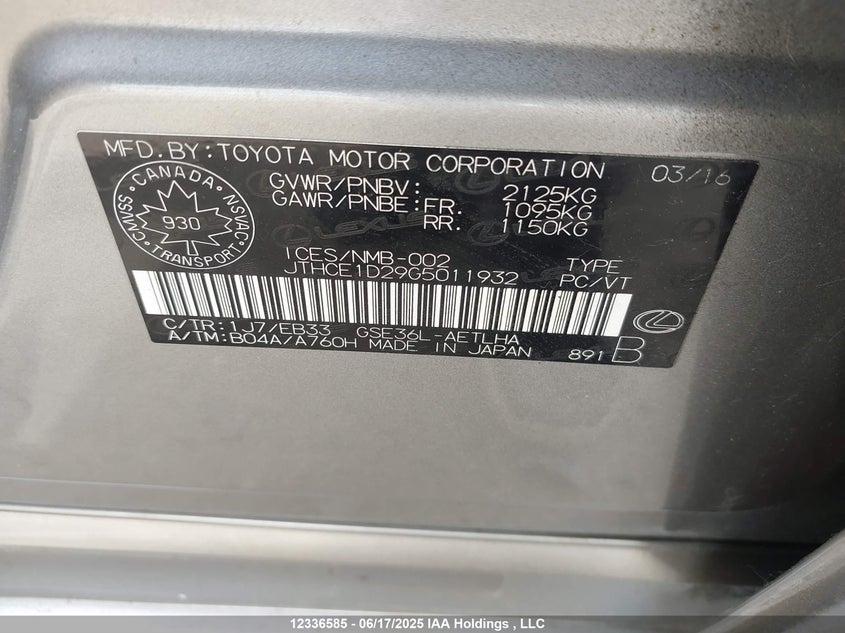 MFD.BY:TOYOTA MOTOR CORPORATION 03/16
GVWR/PNBV: 2125KG
GAWR/PNBE:FR: 1095KG
RR: 1150KG
CANADA
CMVSS NSVAC
930
TRANSPORT
LEXUS
ICES/NMB-002 TYPE
JTHCE1D29G5011932 PC/VT
C/TR:1J7/EB33 GSE36L-AETLHA
A/TM:B04A/A760H MADE IN JAPAN 891 B
12336585 - 06/17/2025 IAA Holdings , LLC